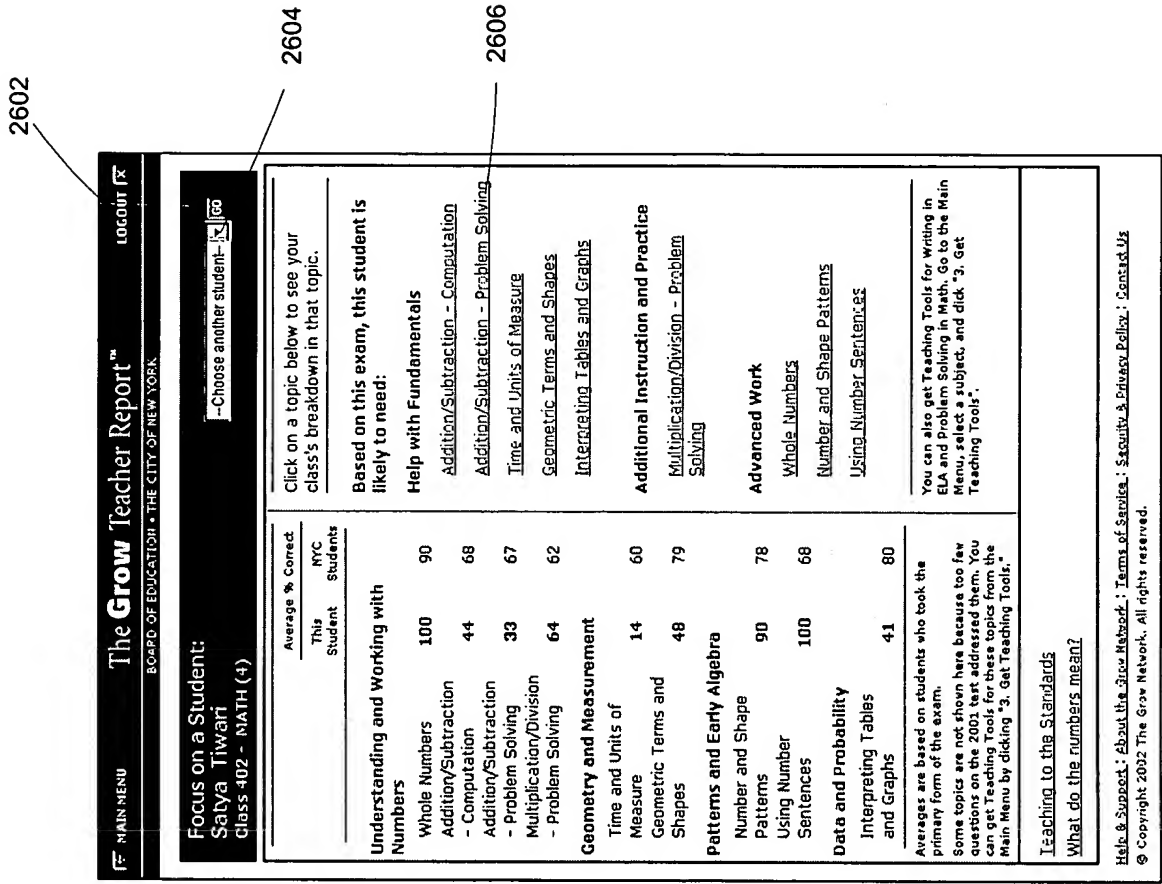 2602
2604
2606
MAIN MENU
The Grow Teacher Report™
LOGOUT
BOARD OF EDUCATION • THE CITY OF NEW YORK
Focus on a Student:
Satya Tiwari
Class 402 - MATH (4)
-Choose another student-
GO
Average % Correct
This Student
NYC Students
Understanding and Working with
Numbers
Whole Numbers 100 90
Addition/Subtraction
- Computation 44 68
Addition/Subtraction
- Problem Solving 33 67
Multiplication/Division
- Problem Solving 64 62
Geometry and Measurement
Time and Units of
Measure 14 60
Geometric Terms and
Shapes 48 79
Patterns and Early Algebra
Number and Shape
Patterns 90 78
Using Number
Sentences 100 68
Data and Probability
Interpreting Tables
and Graphs 41 80
Averages are based on students who took the
primary form of the exam.
Some topics are not shown here because too few
questions on the 2001 test addressed them. You
can get Teaching Tools for these topics from the
Main Menu by clicking "3. Get Teaching Tools."
Click on a topic below to see your
class's breakdown in that topic.
Based on this exam, this student is
likely to need:
Help with Fundamentals
Addition/Subtraction - Computation
Addition/Subtraction - Problem Solving
Time and Units of Measure
Geometric Terms and Shapes
Interpreting Tables and Graphs
Additional Instruction and Practice
Multiplication/Division - Problem
Solving
Advanced Work
Whole Numbers
Number and Shape Patterns
Using Number Sentences
You can also get Teaching Tools for Writing in
ELA and Problem Solving in Math. Go to the Main
Menu, select a subject, and click "3. Get
Teaching Tools".
Teaching to the Standards
What do the numbers mean?
Help & Support : About the Grow Network : Terms of Service : Security & Privacy Policy : Contact Us
© Copyright 2002 The Grow Network. All rights reserved.